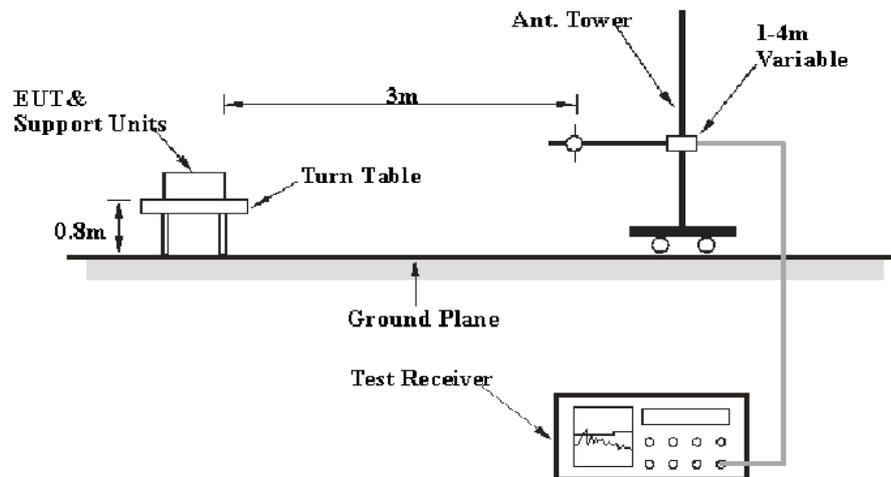 Ant. Tower
1-4m
Variable
3m
EUT&
Support Units
Turn Table
0.8m
Ground Plane
Test Receiver